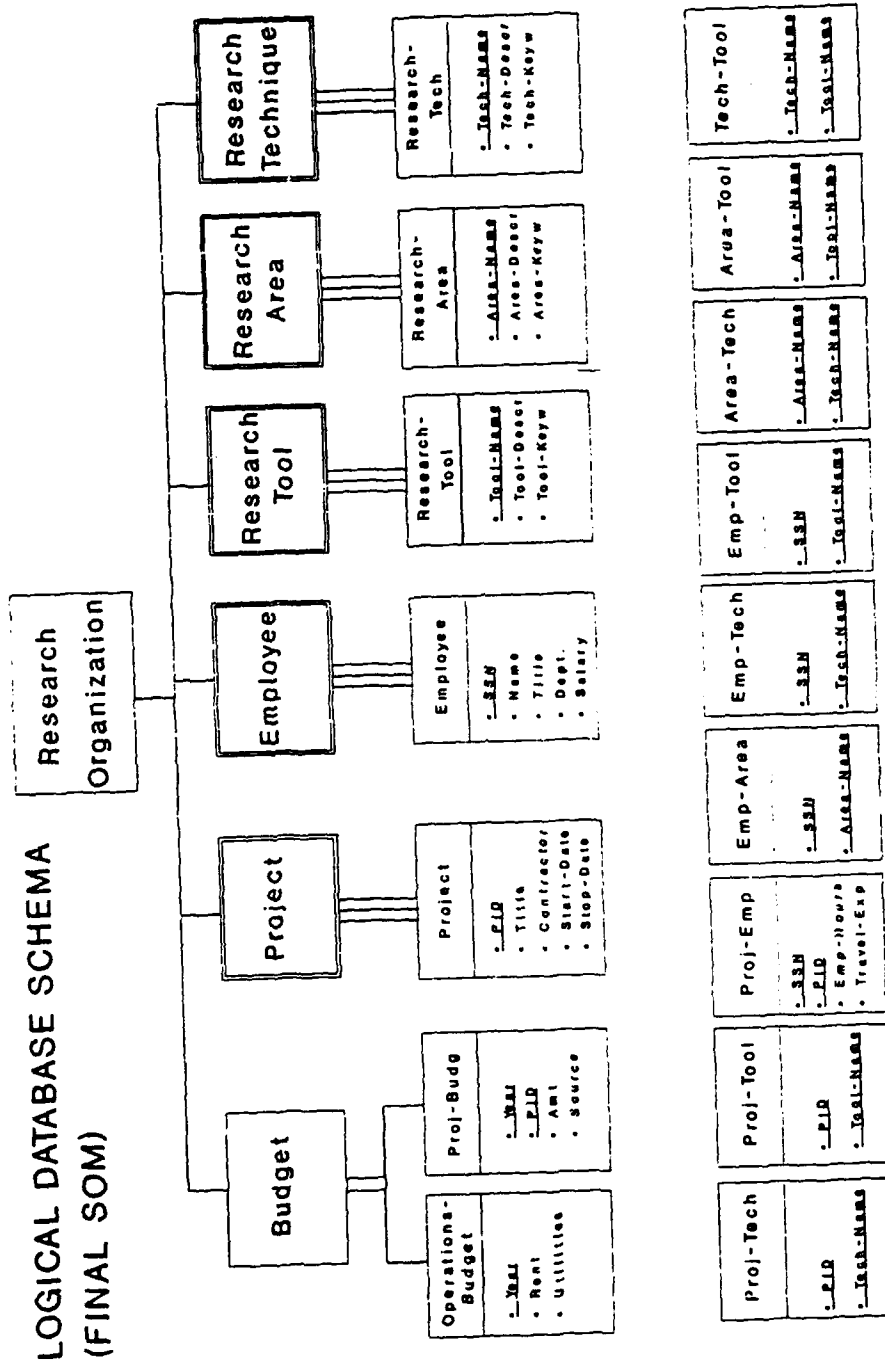 LOGICAL DATABASE SCHEMA
(FINAL SOM)
Research
Organization
Budget
Project
Employee
Research
Tool
Research
Area
Research
Technique
Operations-
Budget
• Year
• Rent
• Utilities
Proj-Budg
• Year
• PID
• Amt
• Source
Project
• PID
• Title
• Contractor
• Start-Date
• Stop-Date
Employee
• SSN
• Name
• Title
• Dept.
• Salary
Research-
Tool
• Tool-Name
• Tool-Descr
• Tool-Keyw
Research-
Area
• Area-Name
• Area-Descr
• Area-Keyw
Research-
Tech
• Tech-Name
• Tech-Descr
• Tech-Keyw
Proj-Tech
• PID
• Tech-Name
Proj-Tool
• PID
• Tool-Name
Proj-Emp
• SSN
• PID
• Emp-Hours
• Travel-Exp
Emp-Area
• SSN
• Area-Name
Emp-Tech
• SSN
• Tech-Name
Emp-Tool
• SSN
• Tool-Name
Area-Tech
• Area-Name
• Tech-Name
Area-Tool
• Area-Name
• Tool-Name
Tech-Tool
• Tech-Name
• Tool-Name